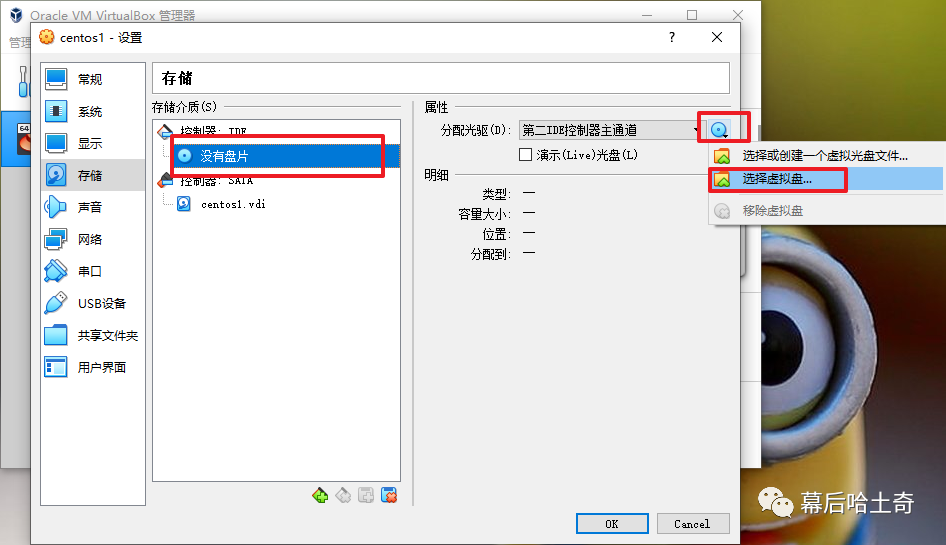 Oracle VM VirtualBox 管理器
管理
centos1 - 设置
?
常规
系统
显示
存储
声音
网络
串口
USB设备
共享文件夹
用户界面
64
存储
存储介质(S)
控制器: IDE
没有盘片
控制器: SATA
centos1.vdi
属性
分配光驱(D): 第二IDE控制器主通道
演示(Live)光盘(L)
明细
类型: --
容量大小: --
位置: --
分配到: --
选择或创建一个虚拟光盘文件...
选择虚拟盘...
移除虚拟盘
OK
Cancel
幕后哈土奇